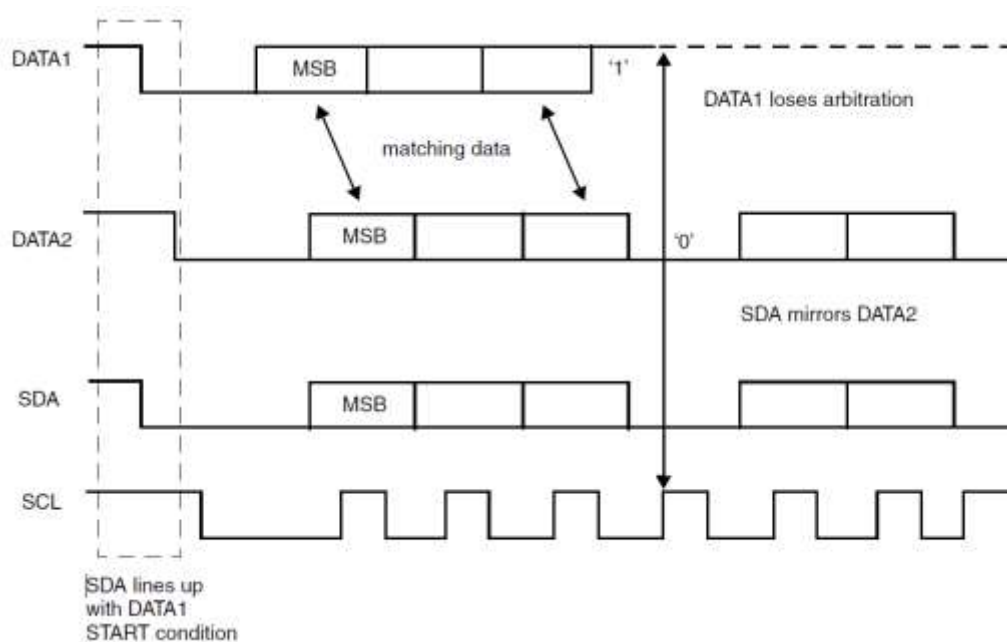 DATA1
MSB
‘1’
DATA1 loses arbitration
matching data
DATA2
MSB
‘0’
SDA mirrors DATA2
SDA
MSB
SCL
SDA lines up
with DATA1
START condition